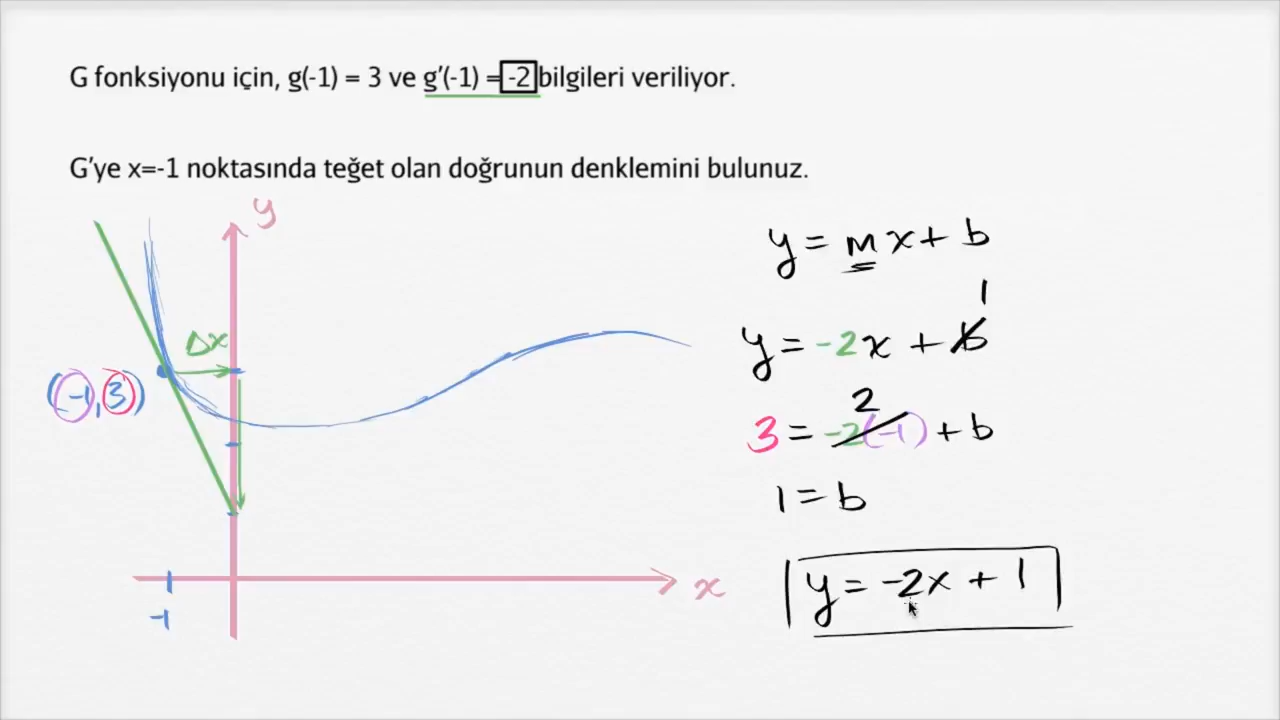 G fonksiyonu için, g(-1) = 3 ve g'(-1) = -2 bilgileri veriliyor.
G'ye x=-1 noktasında teğet olan doğrunun denklemini bulunuz.
y
Δx
(-1, 3)
x
-1
y = mx + b
1
y = -2x + b
2
3 = -2(-1) + b
1 = b
y = -2x + 1